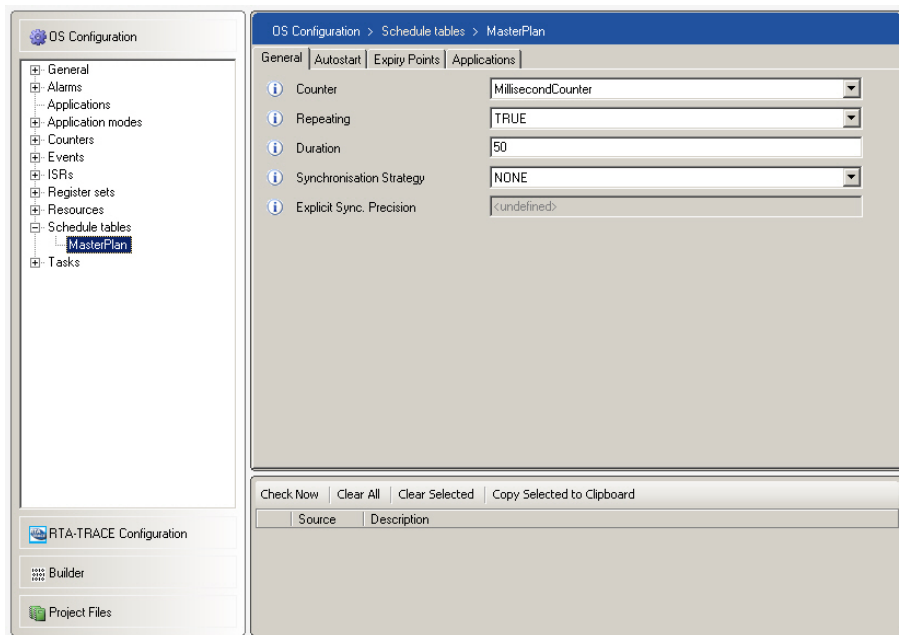 OS Configuration
General
Alarms
Applications
Application modes
Counters
Events
ISRs
Register sets
Resources
Schedule tables
MasterPlan
Tasks
RTA-TRACE Configuration
Builder
Project Files
OS Configuration > Schedule tables > MasterPlan
General Autostart Expiry Points Applications
Counter MillisecondCounter
Repeating TRUE
Duration 50
Synchronisation Strategy NONE
Explicit Sync. Precision <undefined>
Check Now Clear All Clear Selected Copy Selected to Clipboard
Source Description